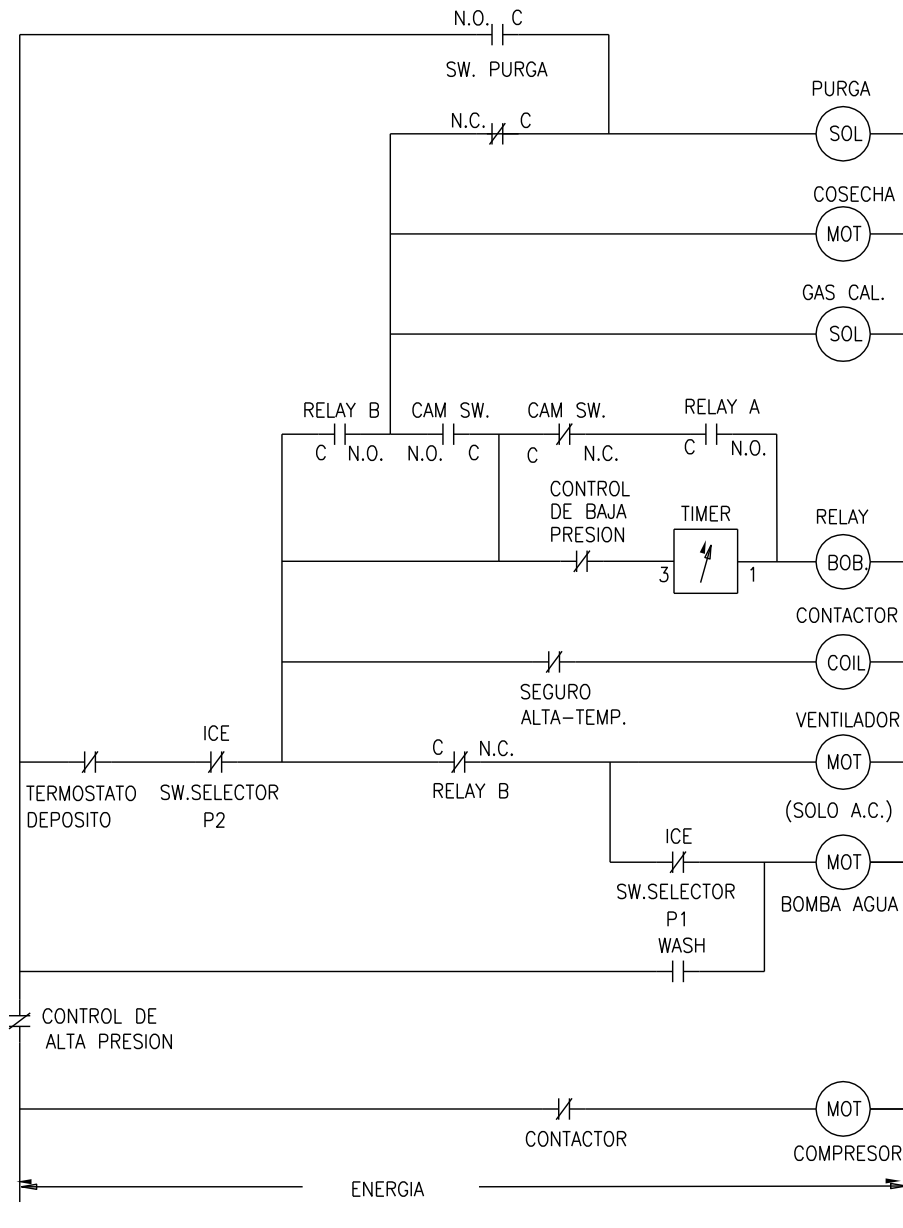 N.O. C
SW. PURGA
PURGA
N.C. C
SOL
COSECHA
MOT
GAS CAL.
SOL
RELAY B
CAM SW.
CAM SW.
RELAY A
C N.O.
N.O. C
C N.C.
C N.O.
CONTROL
DE BAJA
PRESION
TIMER
RELAY
3
1
BOB.
CONTACTOR
COIL
SEGURO
ALTA-TEMP.
VENTILADOR
ICE
C N.C.
MOT
TERMOSTATO
DEPOSITO
SW.SELECTOR
P2
RELAY B
(SOLO A.C.)
ICE
MOT
SW.SELECTOR
P1
BOMBA AGUA
WASH
CONTROL DE
ALTA PRESION
MOT
CONTACTOR
COMPRESOR
ENERGIA